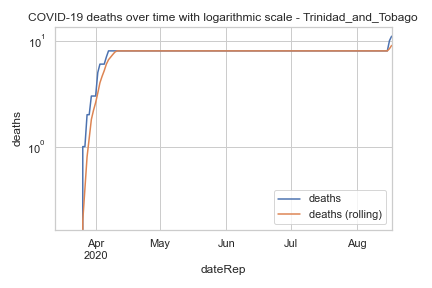 COVID-19 deaths over time with logarithmic scale - Trinidad_and_Tobago
10¹
10⁰
deaths
deaths
deaths (rolling)
Apr
2020
May
Jun
Jul
Aug
dateRep